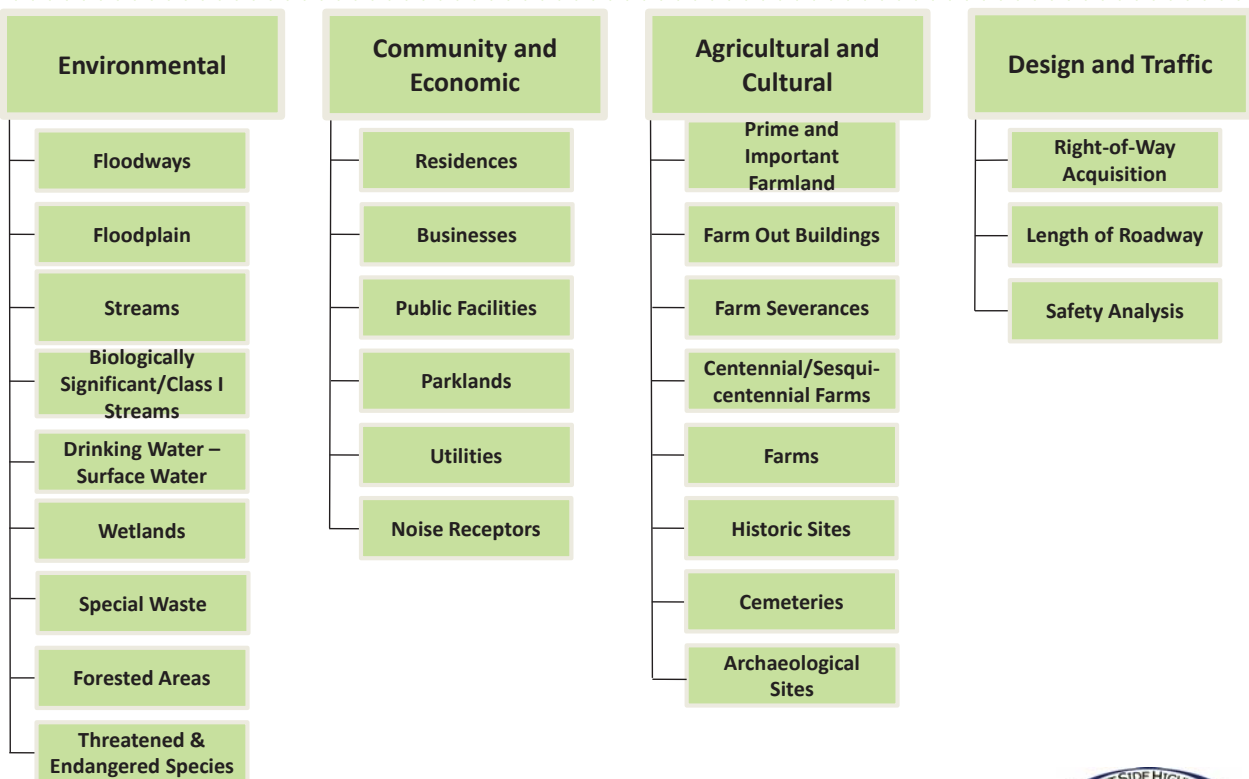 Environmental
Floodways
Floodplain
Streams
Biologically
Significant/Class I
Streams
Drinking Water –
Surface Water
Wetlands
Special Waste
Forested Areas
Threatened &
Endangered Species
Community and
Economic
Residences
Businesses
Public Facilities
Parklands
Utilities
Noise Receptors
Agricultural and
Cultural
Prime and
Important
Farmland
Farm Out Buildings
Farm Severances
Centennial/Sesqui-
centennial Farms
Farms
Historic Sites
Cemeteries
Archaeological
Sites
Design and Traffic
Right-of-Way
Acquisition
Length of Roadway
Safety Analysis